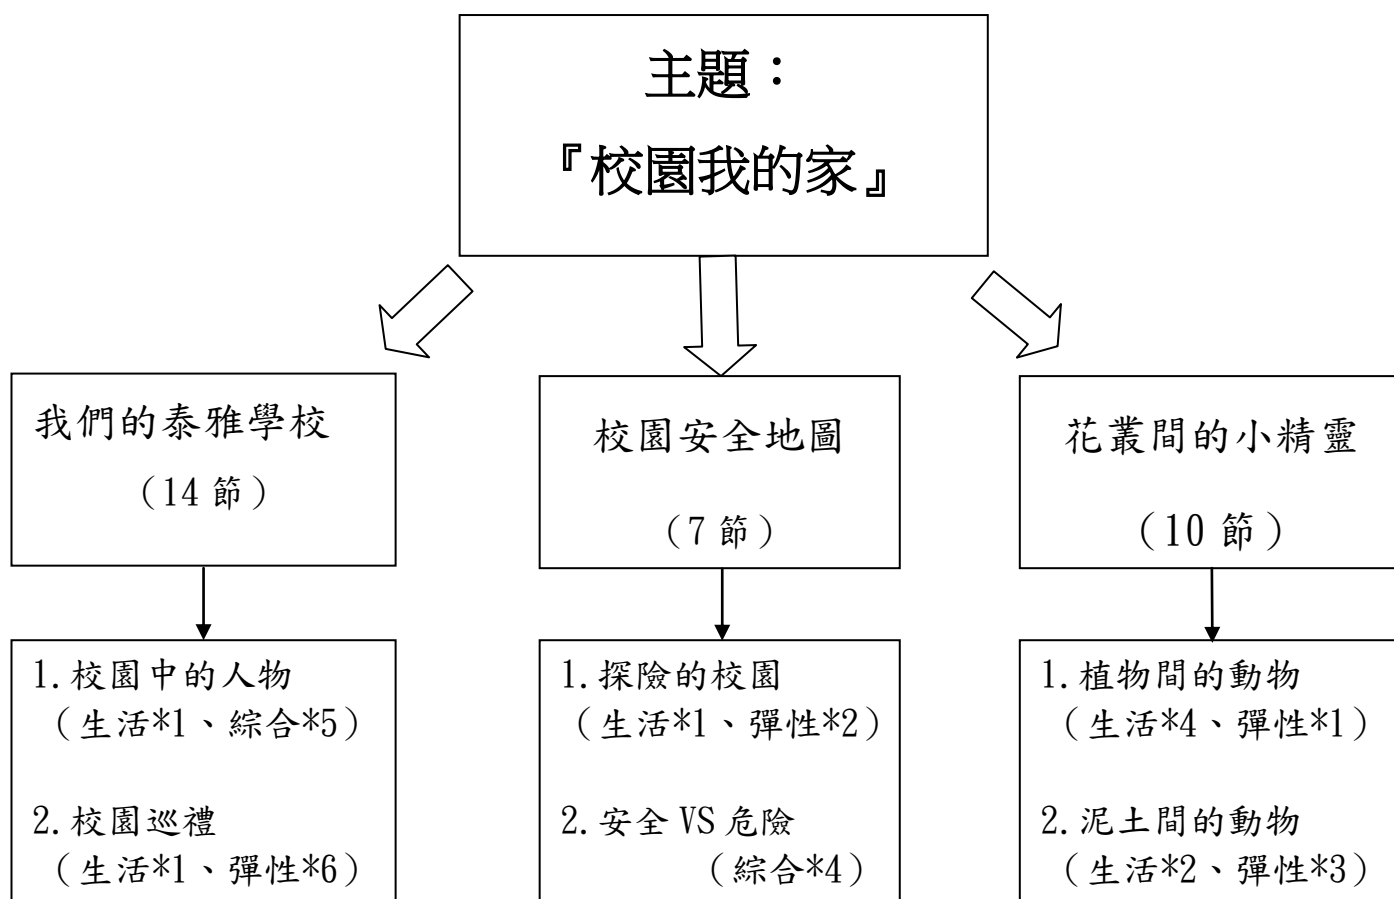 主題：
『校園我的家』
我們的泰雅學校
（14 節）
校園安全地圖
（7 節）
花叢間的小精靈
（10 節）
1.校園中的人物
（生活*1、綜合*5）
2.校園巡禮
（生活*1、彈性*6）
1.探險的校園
（生活*1、彈性*2）
2.安全 VS 危險
（綜合*4）
1.植物間的動物
（生活*4、彈性*1）
2.泥土間的動物
（生活*2、彈性*3）